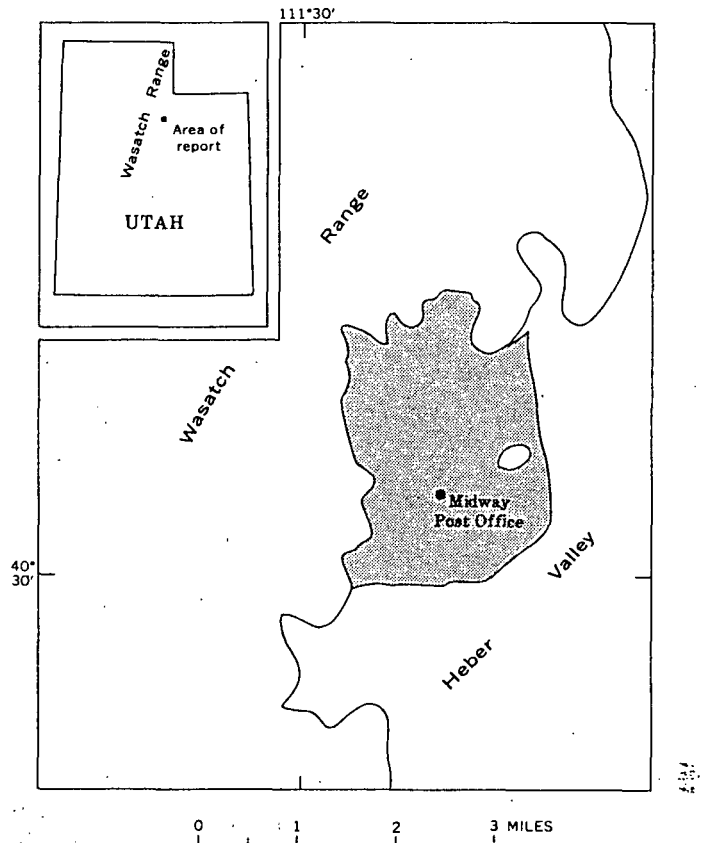 111°30'
Wasatch Range
Area of
report
UTAH
Range
Wasatch
Midway
Post Office
40°
30'
Valley
Heber
0 1 2 3 MILES